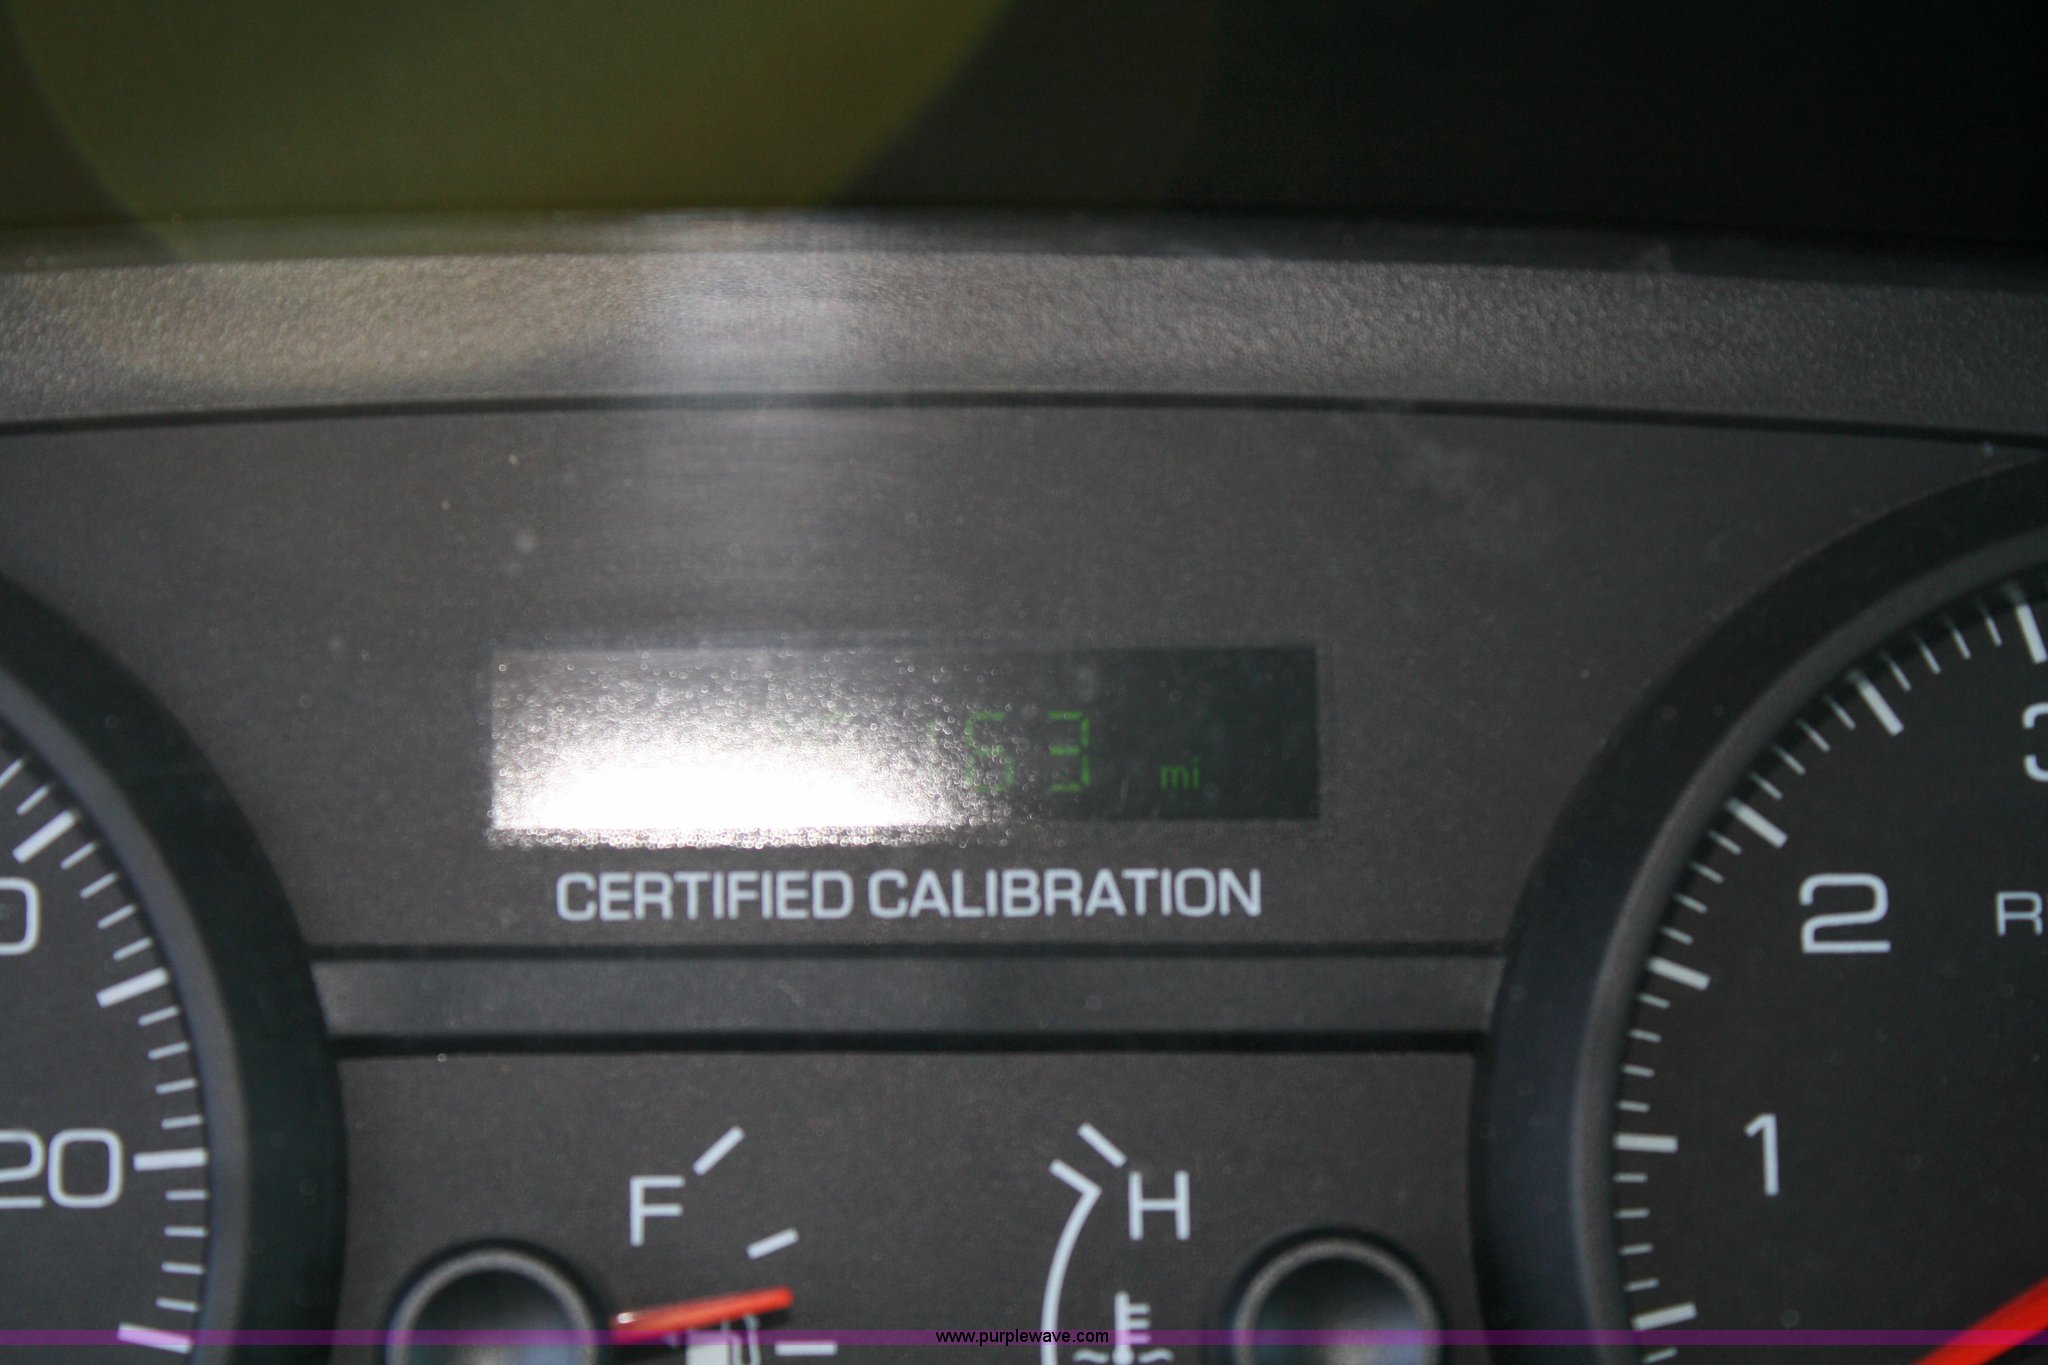 53 mi
CERTIFIED CALIBRATION
2
1
20
F
H
www.purplewave.com